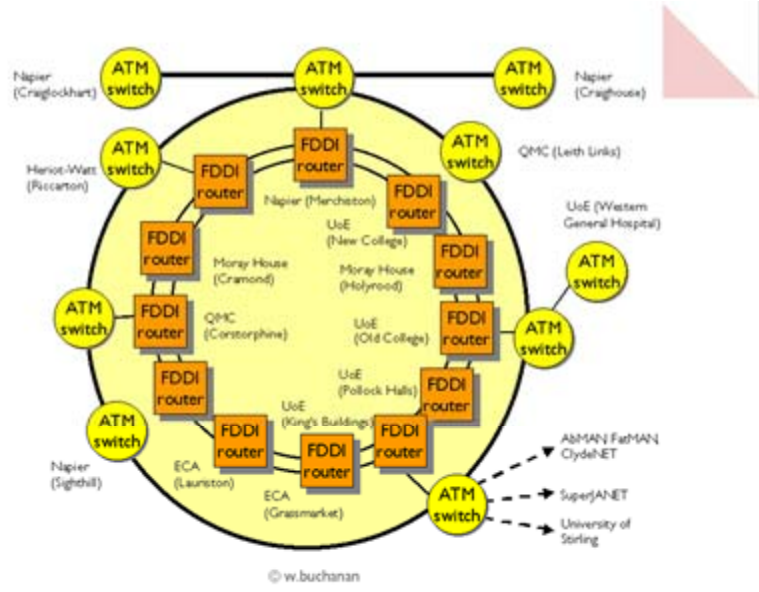 Napier
(Craiglockhart)
ATM
switch
ATM
switch
ATM
switch
Napier
(Craighouse)
Heriot-Watt
(Riccarton)
ATM
switch
FDDI
router
FDDI
router
Napier (Merchiston)
ATM
switch
QMC (Leith Links)
FDDI
router
UoE
(New College)
UoE (Western
General Hospital)
ATM
switch
FDDI
router
Moray House
(Cramond)
Moray House
(Holyrood)
FDDI
router
ATM
switch
FDDI
router
QMC
(Corstorphine)
UoE
(Old College)
FDDI
router
ATM
switch
FDDI
router
UoE
(Pollock Halls)
FDDI
router
ATM
switch
Napier
(Sighthill)
ECA
(Lauriston)
FDDI
router
UoE
(King's Buildings)
FDDI
router
FDDI
router
ECA
(Grassmarket)
ATM
switch
AbMAN FatMAN
ClydeNET
SuperJANET
University of
Stirling
© w.buchanan